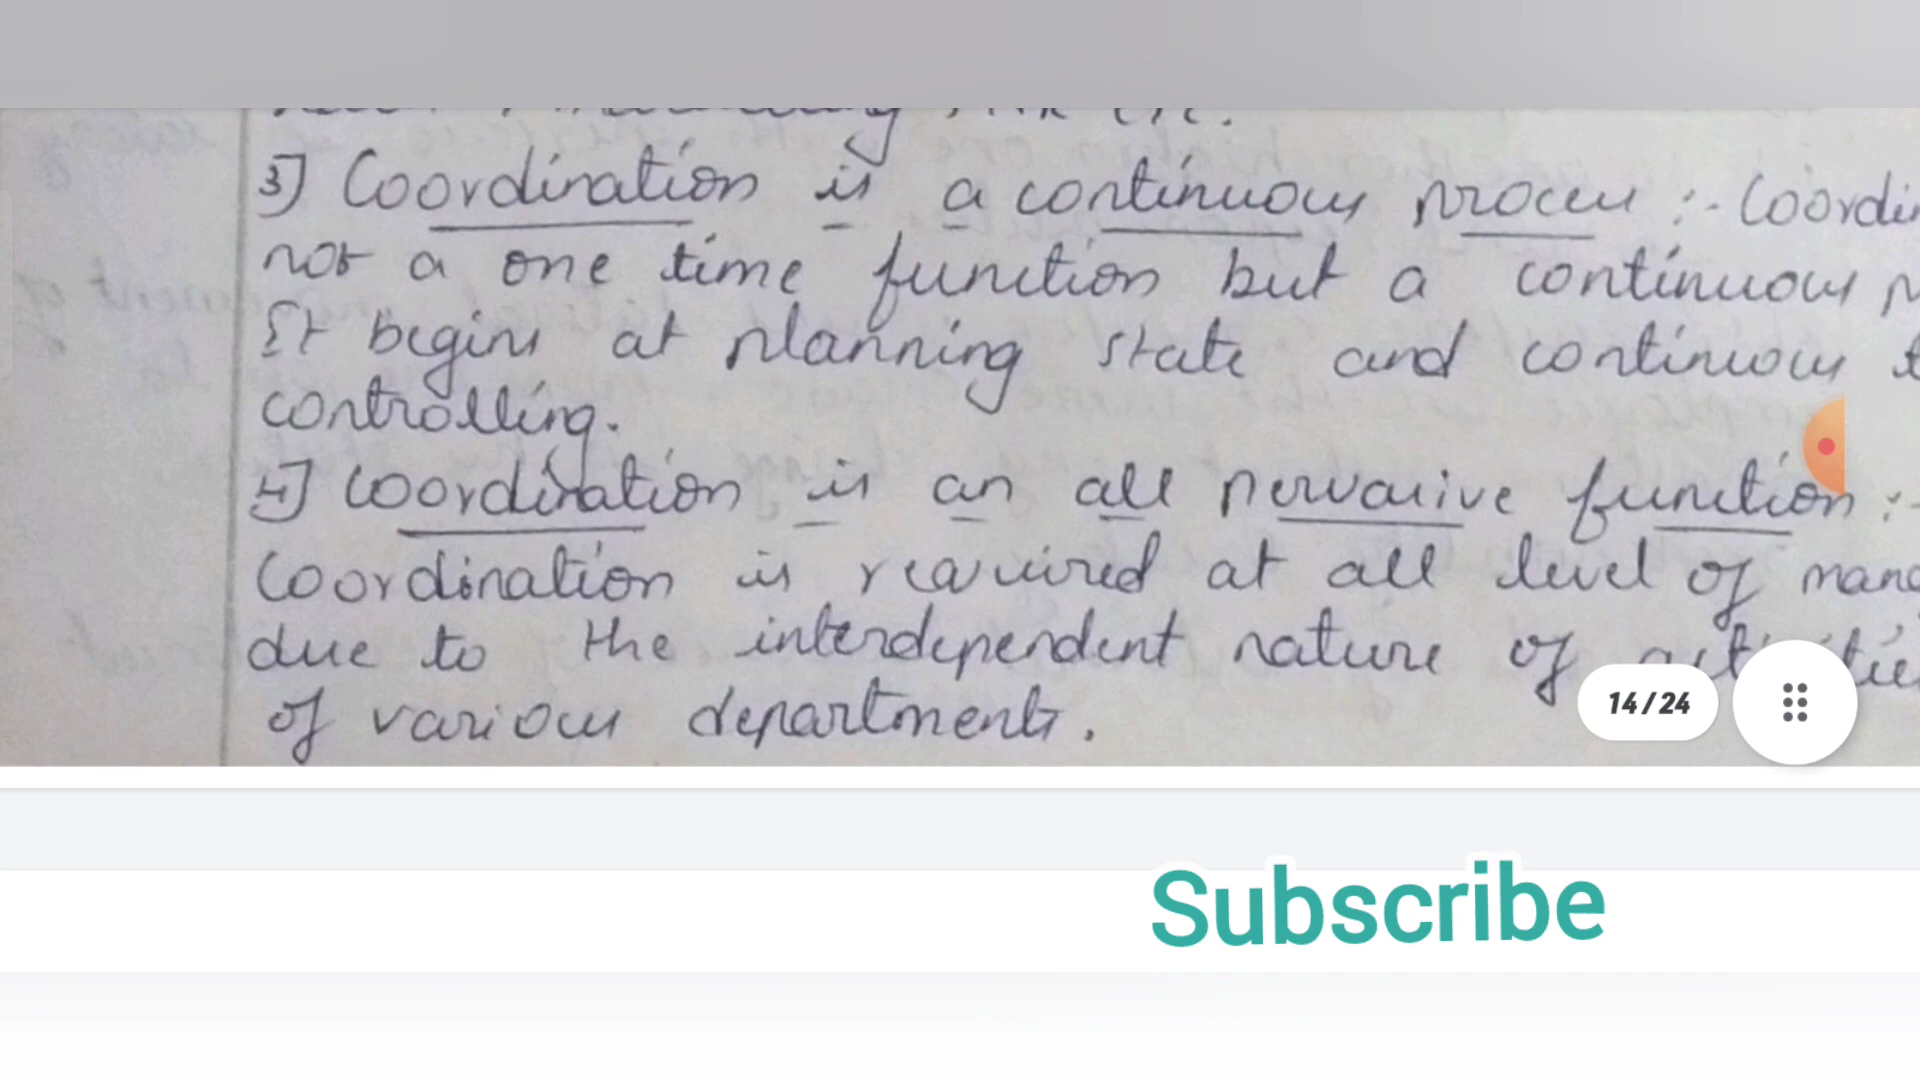 3] Coordination is a continuous process :- Coordin
not a one time function but a continuous p
It begins at planning state and continuous t
controlling.
4] Coordination is an all pervasive function :-
Coordination is required at all level of mana
due to the interdependent nature of activitie
of various departments.
14/24
Subscribe